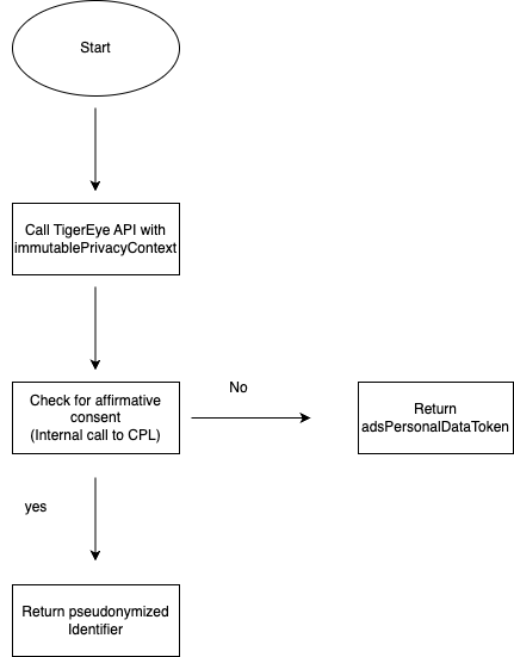 Start
Call TigerEye API with
immutablePrivacyContext
Check for affirmative
consent
(Internal call to CPL)
No
Return
adsPersonalDataToken
yes
Return pseudonymized
Identifier